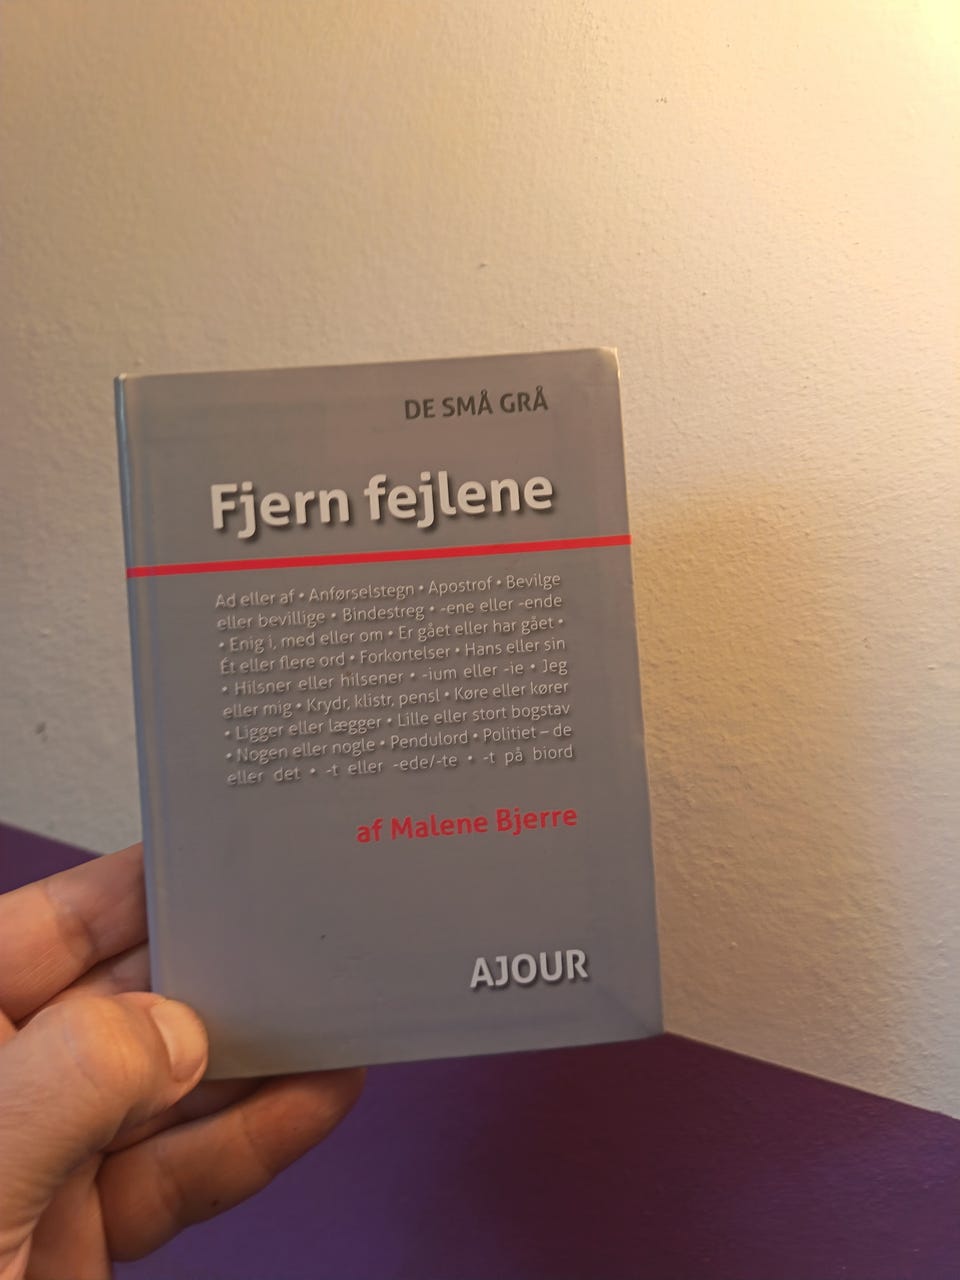 DE SMÅ GRÅ
Fjern fejlene
Ad eller af • Anførselstegn • Apostrof • Bevilge
eller bevillige • Bindestreg • -ene eller -ende
• Enig i, med eller om • Er gået eller har gået •
Ét eller flere ord • Forkortelser • Hans eller sin
• Hilsner eller hilsener • -ium eller -ie • Jeg
eller mig • Krydr, klistr, pensl • Køre eller kører
• Ligger eller lægger • Lille eller stort bogstav
• Nogen eller nogle • Pendulord • Politiet – de
eller det • -t eller -ede/-te • -t på biord
af Malene Bjerre
AJOUR